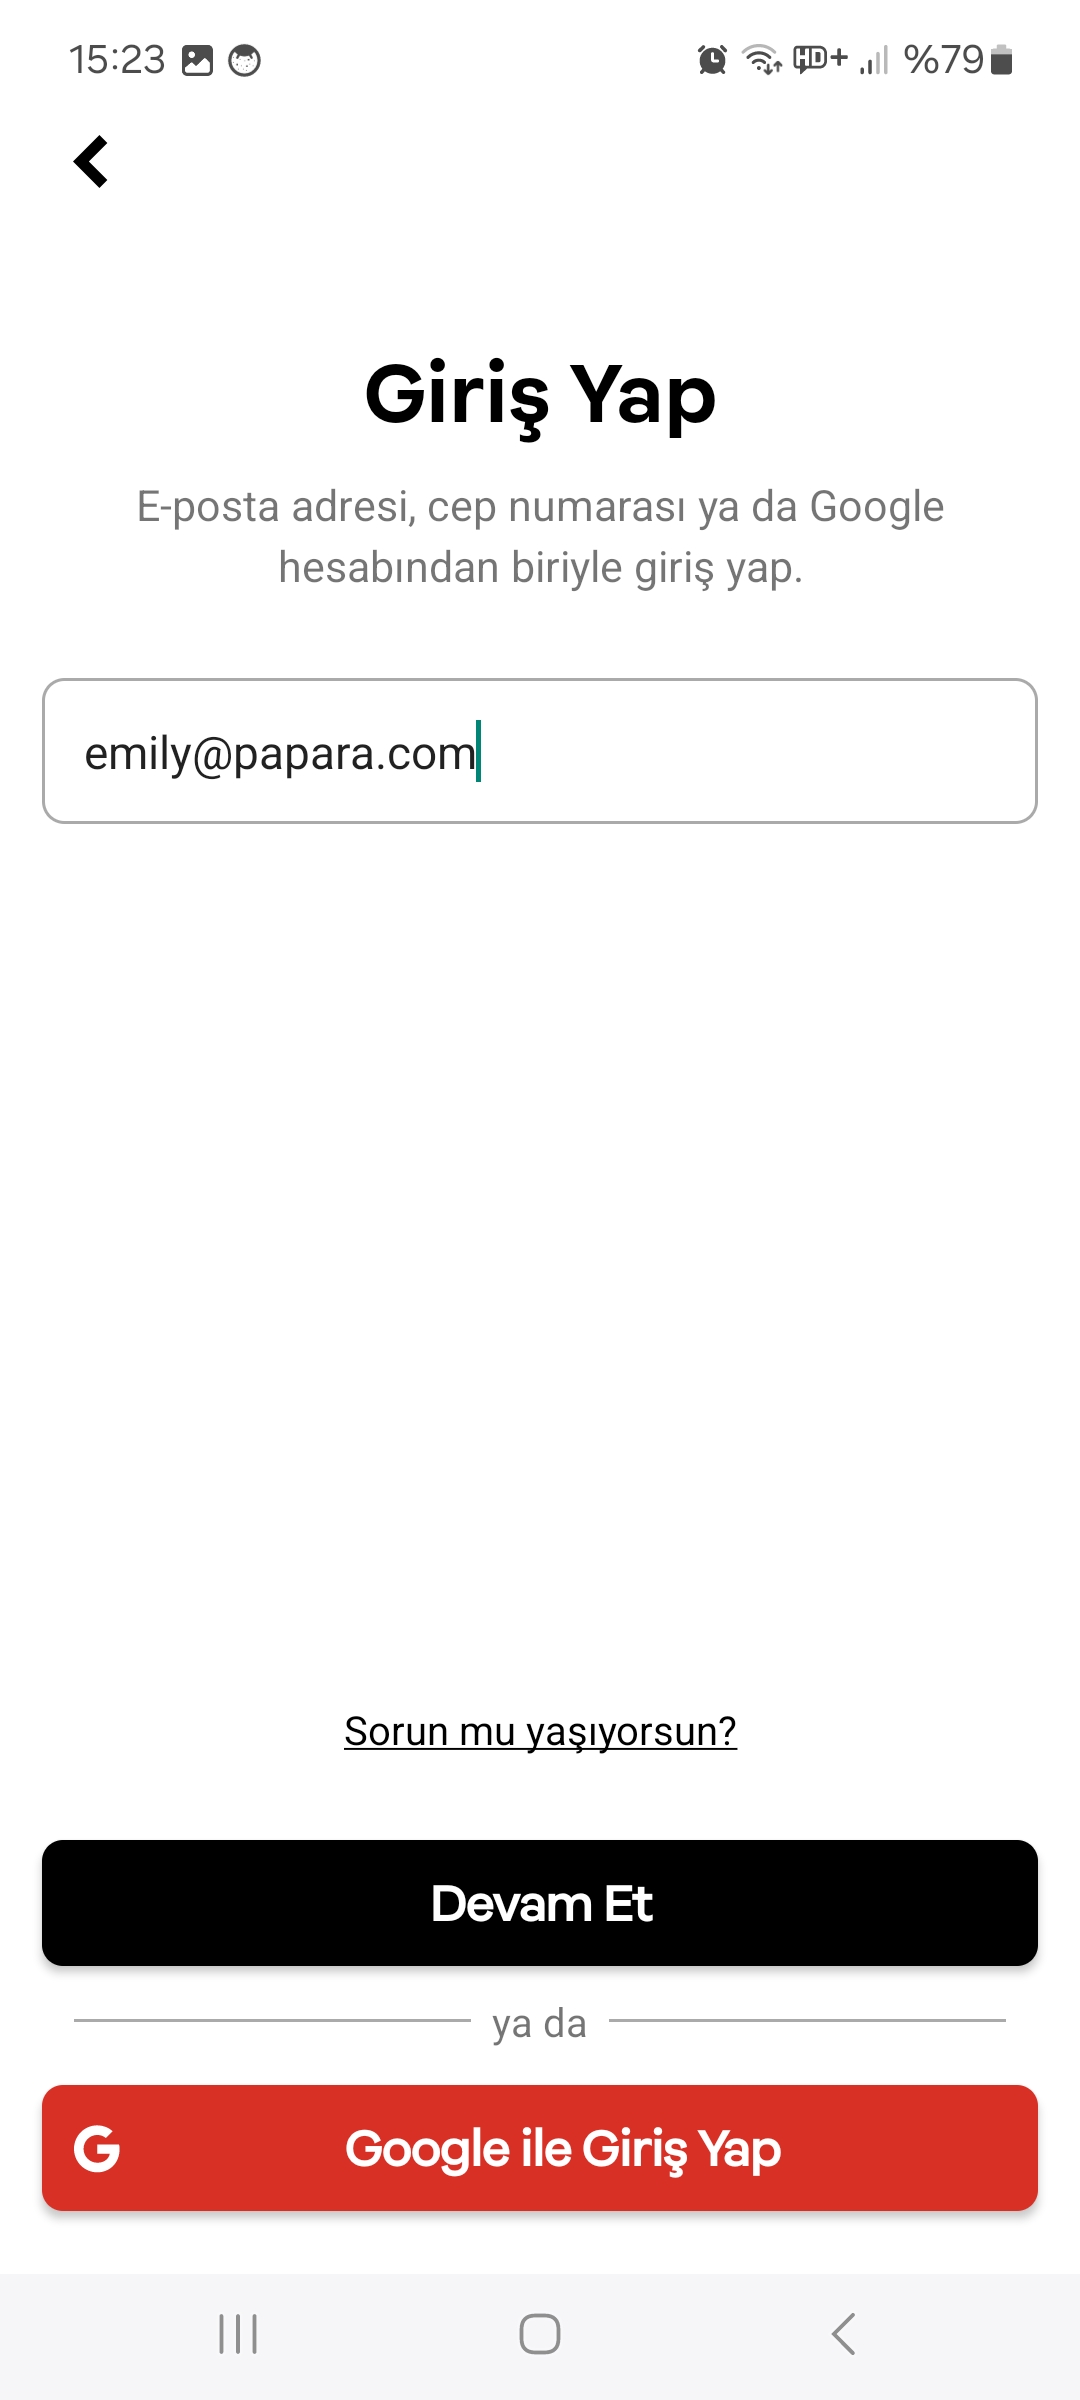 15:23
HD+
%79
Giriş Yap
E-posta adresi, cep numarası ya da Google
hesabından biriyle giriş yap.
emily@papara.com
Sorun mu yaşıyorsun?
Devam Et
ya da
G
Google ile Giriş Yap